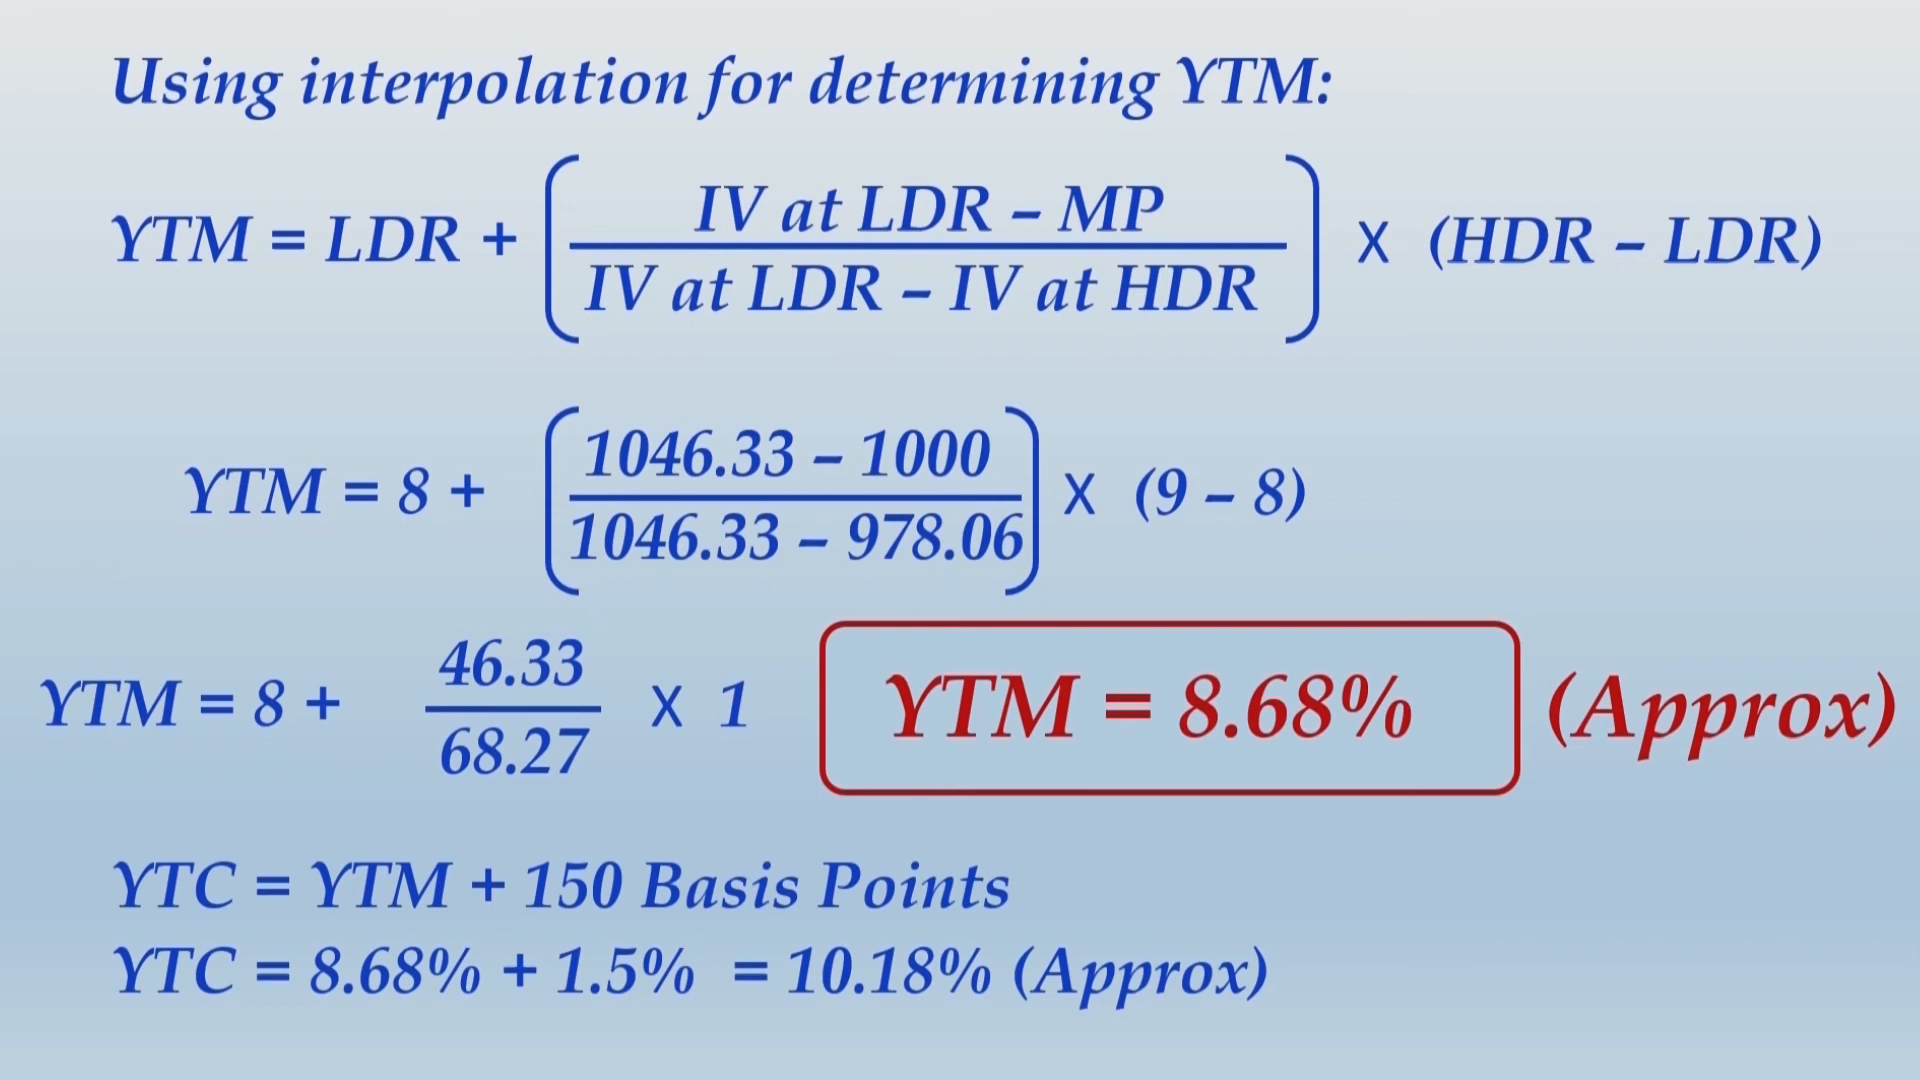 Using interpolation for determining YTM:
IV at LDR – MP
YTM = LDR + X (HDR – LDR)
IV at LDR – IV at HDR
1046.33 – 1000
YTM = 8 + X (9 – 8)
1046.33 – 978.06
46.33
YTM = 8 + X 1 YTM = 8.68% (Approx)
68.27
YTC = YTM + 150 Basis Points
YTC = 8.68% + 1.5% = 10.18% (Approx)